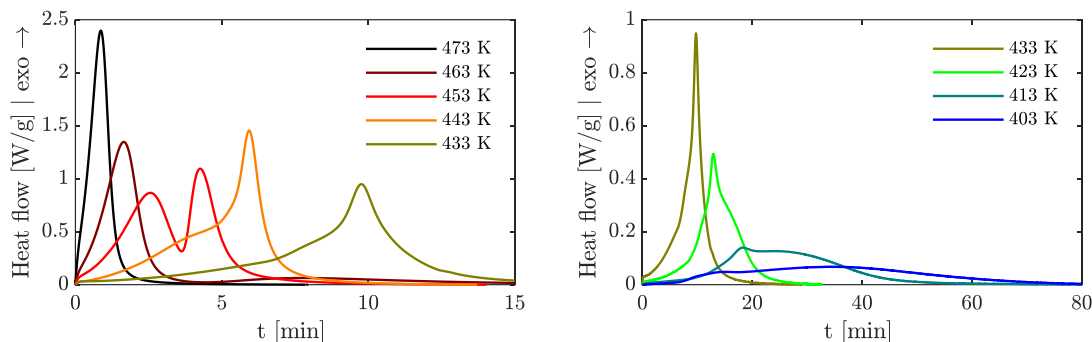 Heat flow [W/g] | exo →
2.5
2
1.5
1
0.5
0
0
5
10
15
t [min]
473 K
463 K
453 K
443 K
433 K
Heat flow [W/g] | exo →
1
0.8
0.6
0.4
0.2
0
0
20
40
60
80
t [min]
433 K
423 K
413 K
403 K